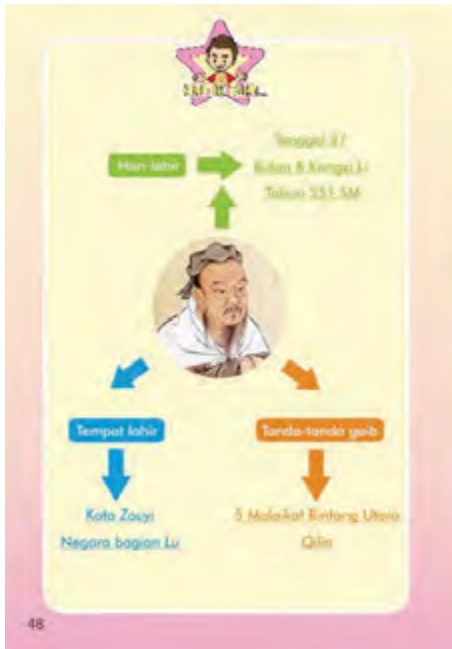 Hari lahir
Tanggal 27
Bulan 8 Kongzi Li
Tahun 551 SM
Tempat lahir
Tanda-tanda gaib
Kota Zouyi
Negara bagian Lu
5 Malaikat Bintang Utara
Qilin
48